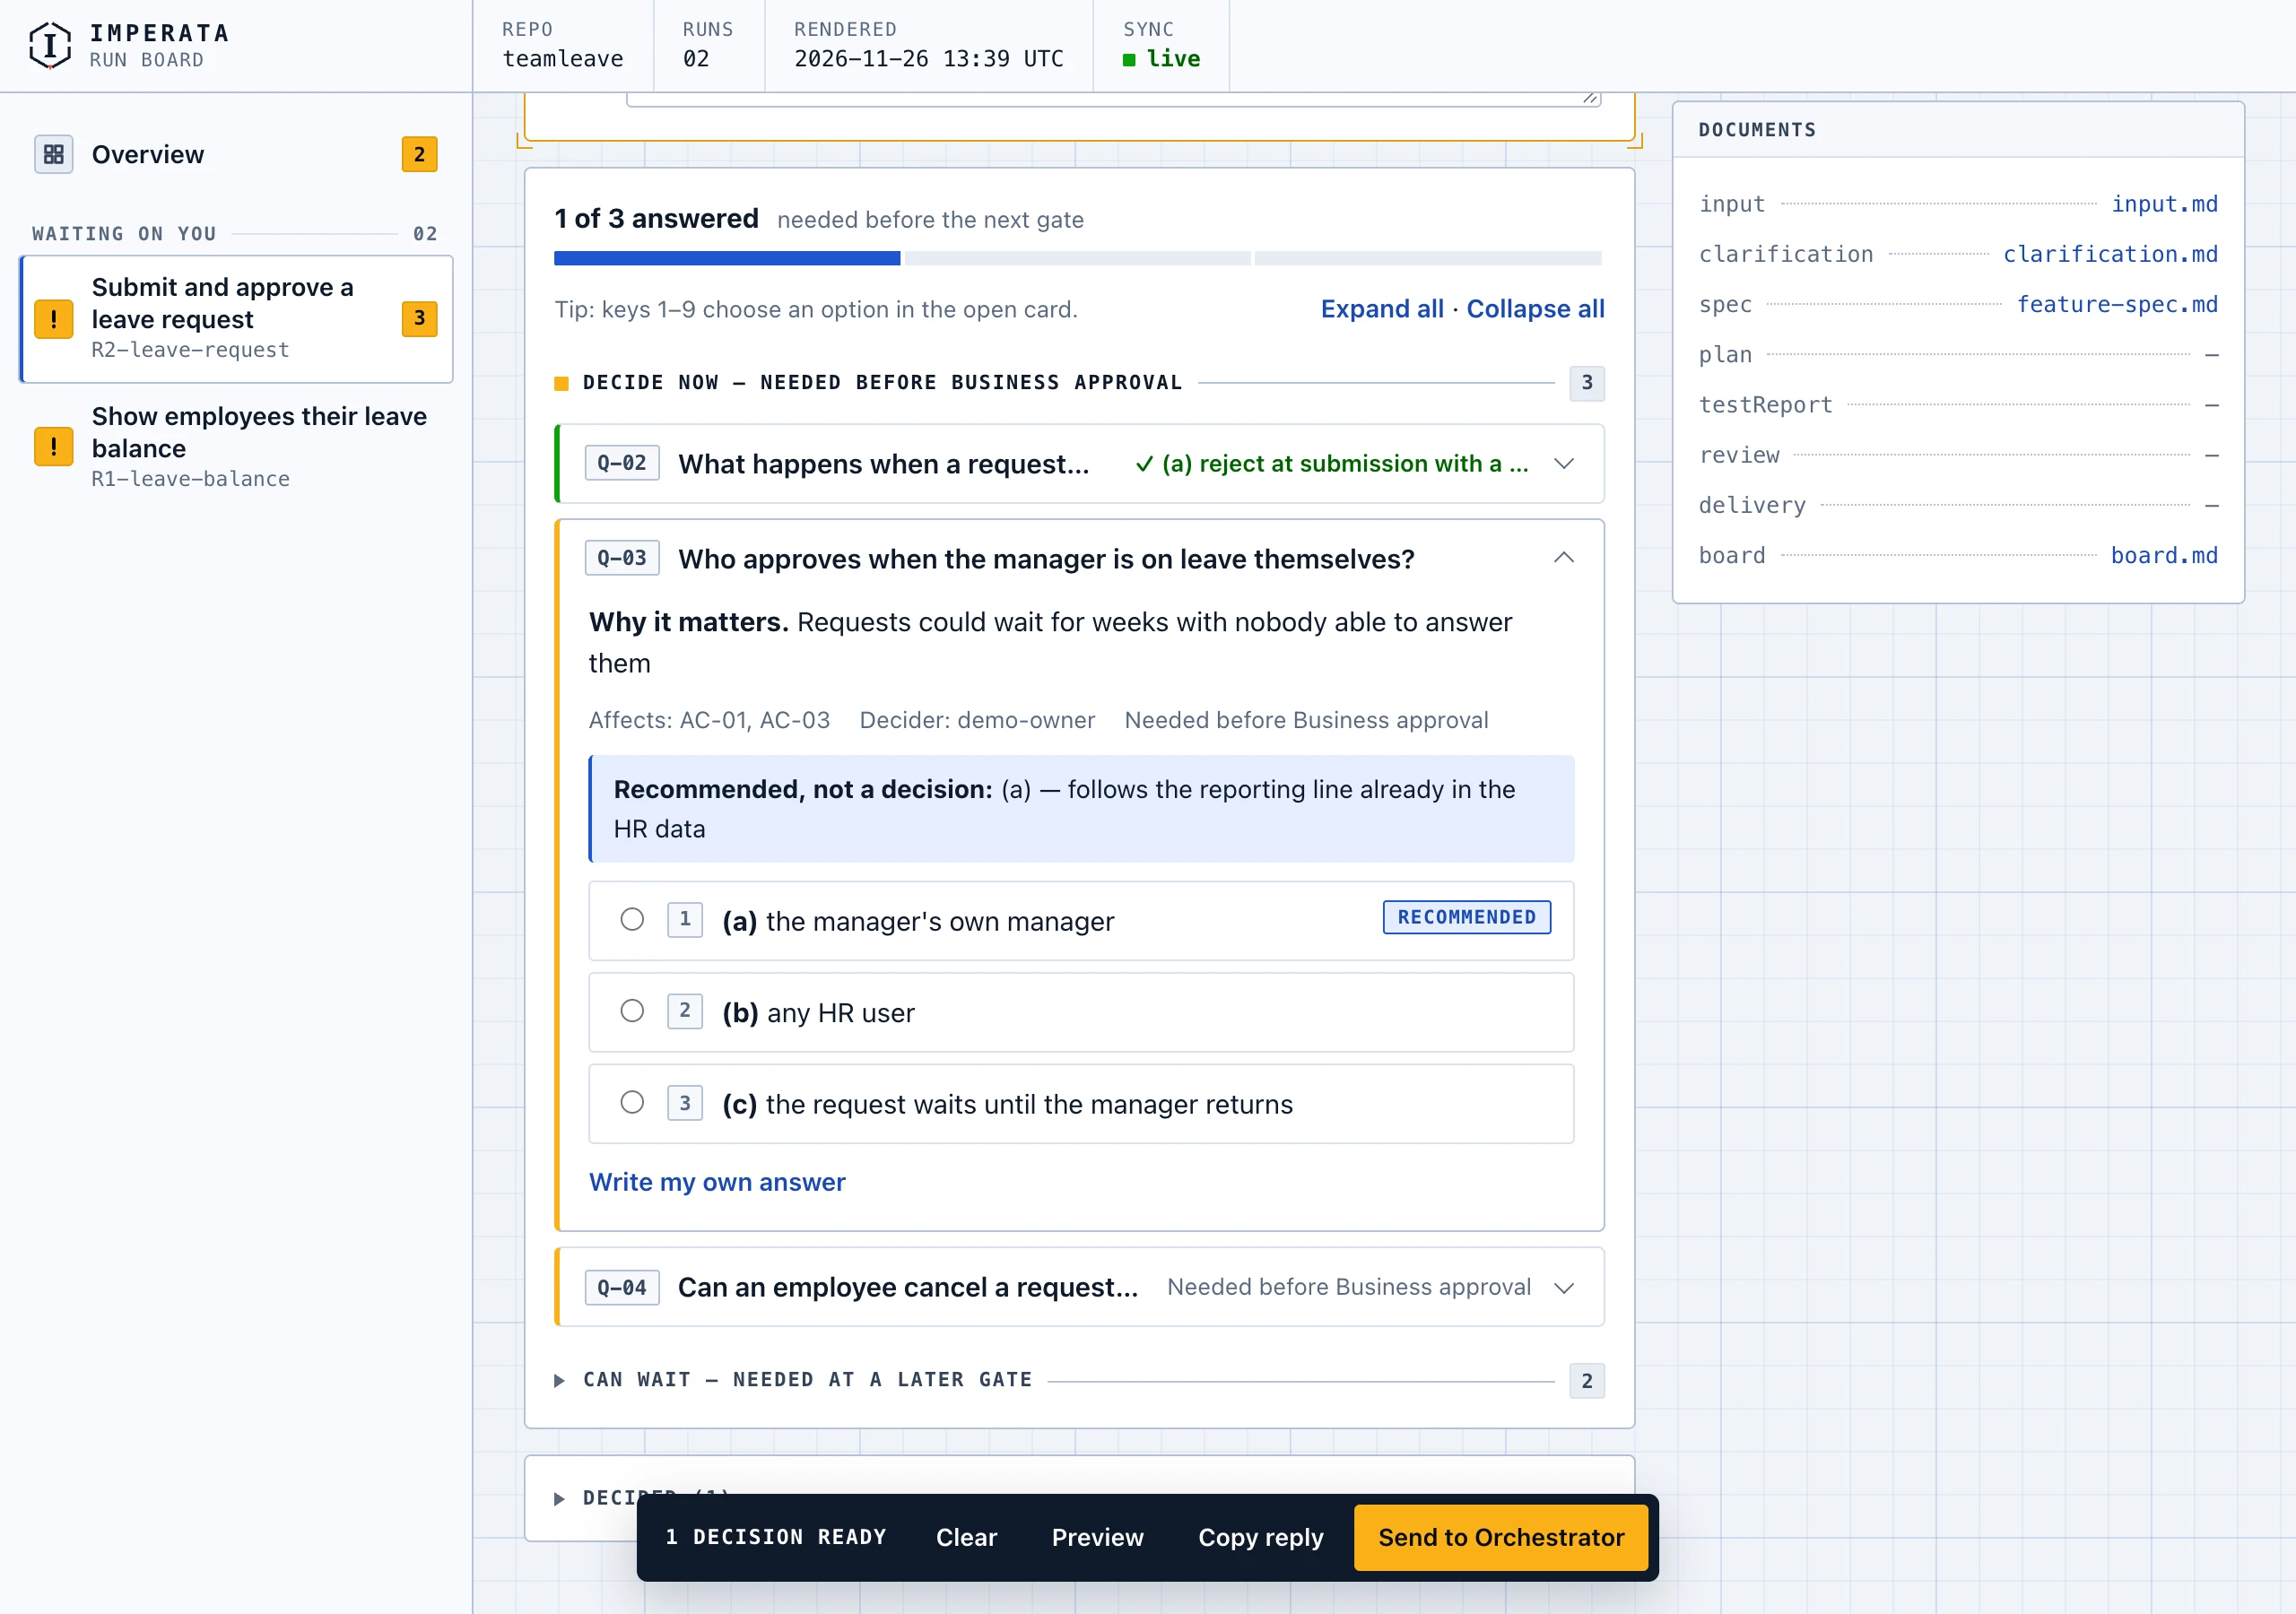 IMPERATA
RUN BOARD
REPO
teamleave
RUNS
02
RENDERED
2026-11-26 13:39 UTC
SYNC
live
Overview
2
WAITING ON YOU
02
!
Submit and approve a
leave request
R2-leave-request
3
!
Show employees their leave
balance
R1-leave-balance
1 of 3 answered needed before the next gate
Tip: keys 1–9 choose an option in the open card.
Expand all · Collapse all
DECIDE NOW — NEEDED BEFORE BUSINESS APPROVAL
3
Q-02 What happens when a request... ✓ (a) reject at submission with a ...
Q-03 Who approves when the manager is on leave themselves?
Why it matters. Requests could wait for weeks with nobody able to answer
them
Affects: AC-01, AC-03 Decider: demo-owner Needed before Business approval
Recommended, not a decision: (a) — follows the reporting line already in the
HR data
1 (a) the manager's own manager RECOMMENDED
2 (b) any HR user
3 (c) the request waits until the manager returns
Write my own answer
Q-04 Can an employee cancel a request... Needed before Business approval
CAN WAIT — NEEDED AT A LATER GATE
2
DECIDED (1)
1 DECISION READY Clear Preview Copy reply Send to Orchestrator
DOCUMENTS
input input.md
clarification clarification.md
spec feature-spec.md
plan —
testReport —
review —
delivery —
board board.md